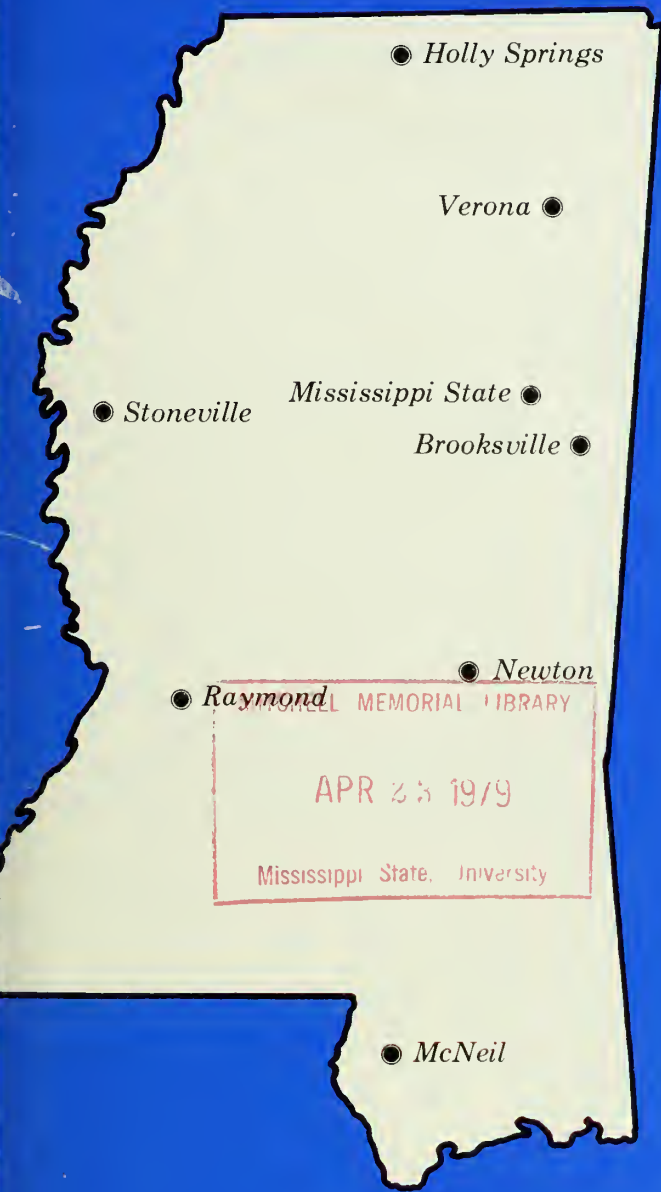 Holly Springs
Verona
Mississippi State
Stoneville
Brooksville
Newton
Raymond
MEMORIAL LIBRARY
APR 1979
Mississippi State, University
McNeil